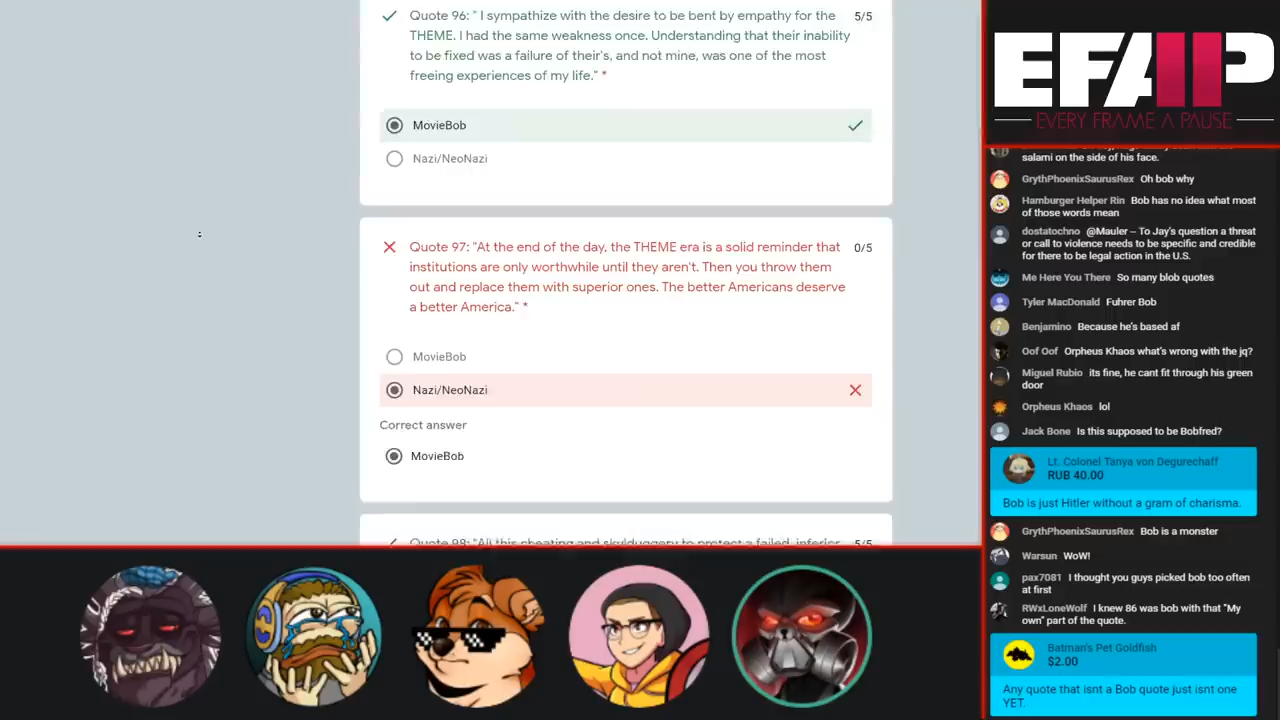 Quote 96: " I sympathize with the desire to be bent by empathy for the
5/5
THEME. I had the same weakness once. Understanding that their inability
to be fixed was a failure of their's, and not mine, was one of the most
freeing experiences of my life." *
MovieBob
Nazi/NeoNazi
Quote 97: "At the end of the day, the THEME era is a solid reminder that
0/5
institutions are only worthwhile until they aren't. Then you throw them
out and replace them with superior ones. The better Americans deserve
a better America." *
MovieBob
Nazi/NeoNazi
Correct answer
MovieBob
Quote 98: "All this cheating and skulduggery to protect a failed, inferior
5/5
EFAP
EVERY FRAME A PAUSE
salami on the side of his face.
GrythPhoenixSaurusRex Oh bob why
Hamburger Helper Rin Bob has no idea what most
of those words mean
dostatochno @Mauler – To Jay's question a threat
or call to violence needs to be specific and credible
for there to be legal action in the U.S.
Me Here You There So many blob quotes
Tyler MacDonald Fuhrer Bob
Benjamino Because he's based af
Oof Oof Orpheus Khaos what's wrong with the jq?
Miguel Rubio its fine, he cant fit through his green
door
Orpheus Khaos lol
Jack Bone Is this supposed to be Bobfred?
Lt. Colonel Tanya von Degurechaff
RUB 40.00
Bob is just Hitler without a gram of charisma.
GrythPhoenixSaurusRex Bob is a monster
Warsun WoW!
pax7081 I thought you guys picked bob too often
at first
RWxLoneWolf I knew 86 was bob with that "My
own" part of the quote.
Batman's Pet Goldfish
$2.00
Any quote that isnt a Bob quote just isnt one
YET.